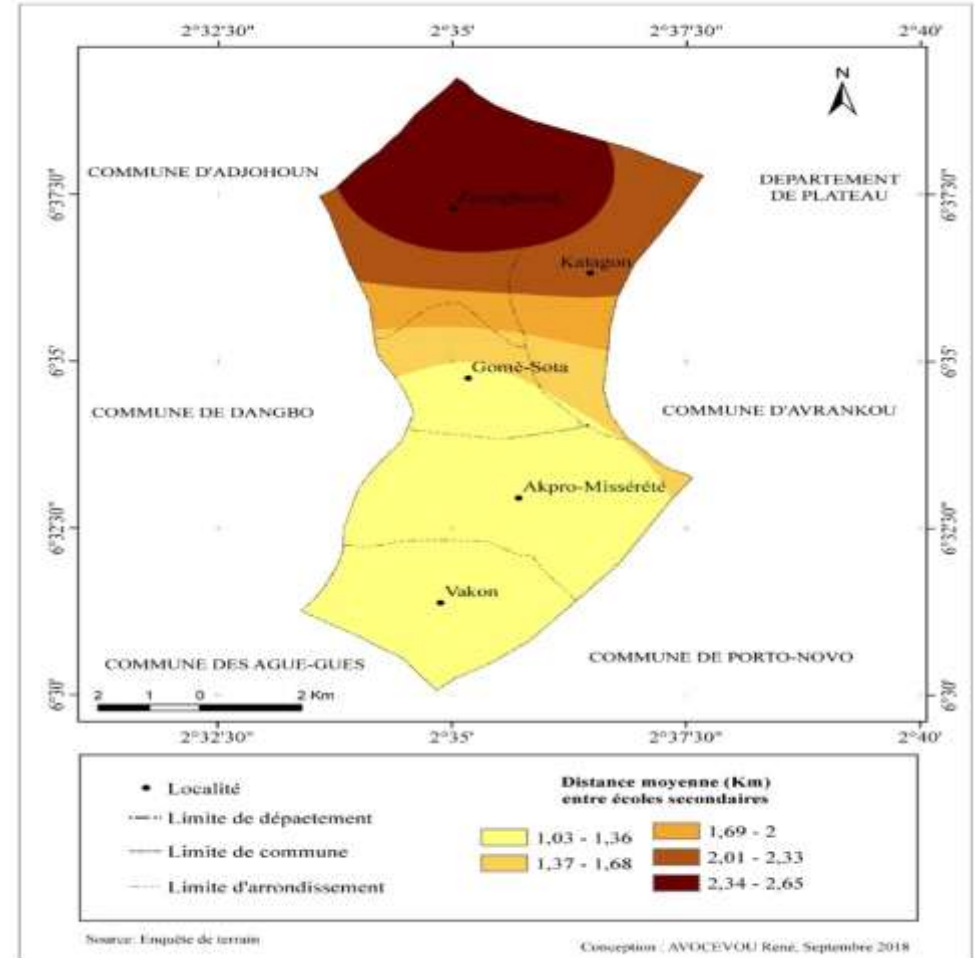 2°32'30" 2°35' 2°37'30" 2°40'
N
COMMUNE D'ADJOHOUN
DEPARTEMENT
DE PLATEAU
6°37'30" 6°37'30"
Katagon
6°35' 6°35'
Gomè-Sota
COMMUNE DE DANGBO
COMMUNE D'AVRANKOU
Akpro-Missérété
6°32'30" 6°32'30"
Vakon
COMMUNE DES AGUE-GUES
COMMUNE DE PORTO-NOVO
6°30' 6°30'
2 1 0 2 Km
2°32'30" 2°35' 2°37'30" 2°40'
Localité
Limite de dépaetement
Limite de commune
Limite d'arrondissement
Distance moyenne (Km)
entre écoles secondaires
1,03 - 1,36
1,37 - 1,68
1,69 - 2
2,01 - 2,33
2,34 - 2,65
Source: Enquête de terrain
Conception : AVOCEVOU René, Septembre 2018